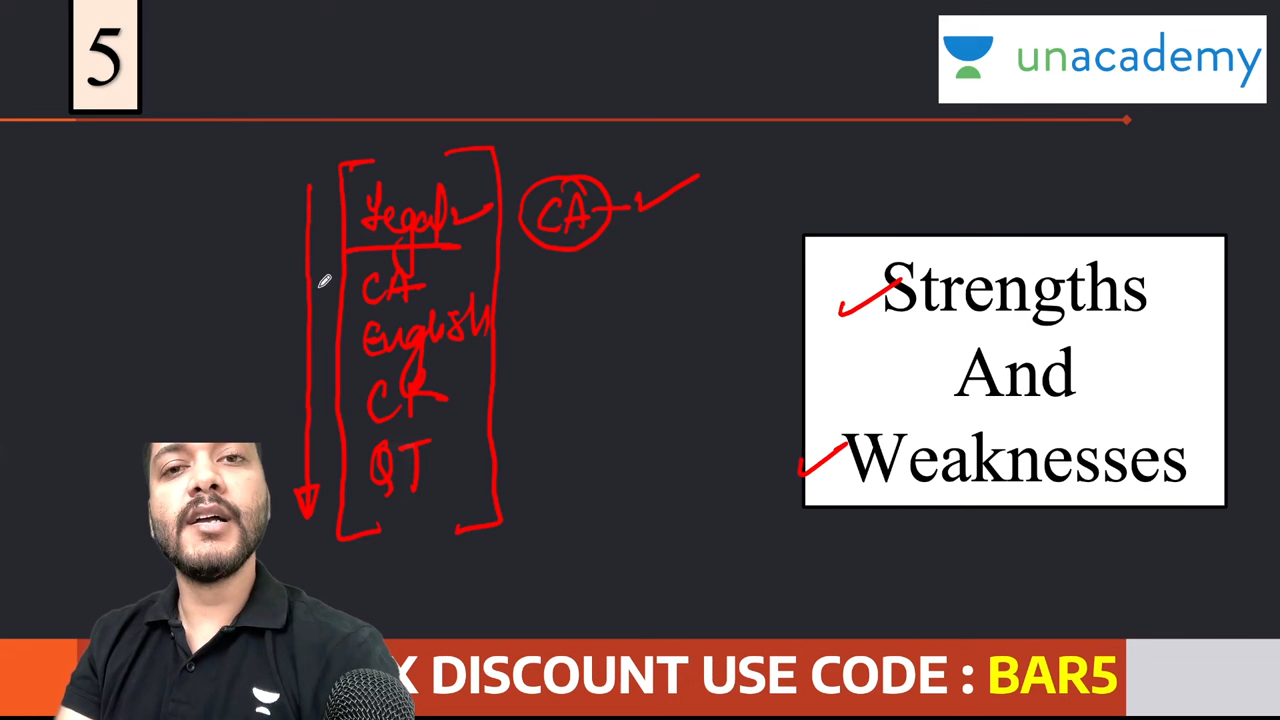 5
unacademy
Legal
CA
CA
English
CR
QT
Strengths
And
Weaknesses
X DISCOUNT USE CODE : BAR5